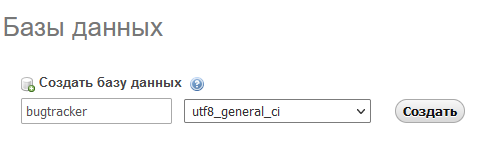 Базы данных
Создать базу данных
bugtracker utf8_general_ci Создать